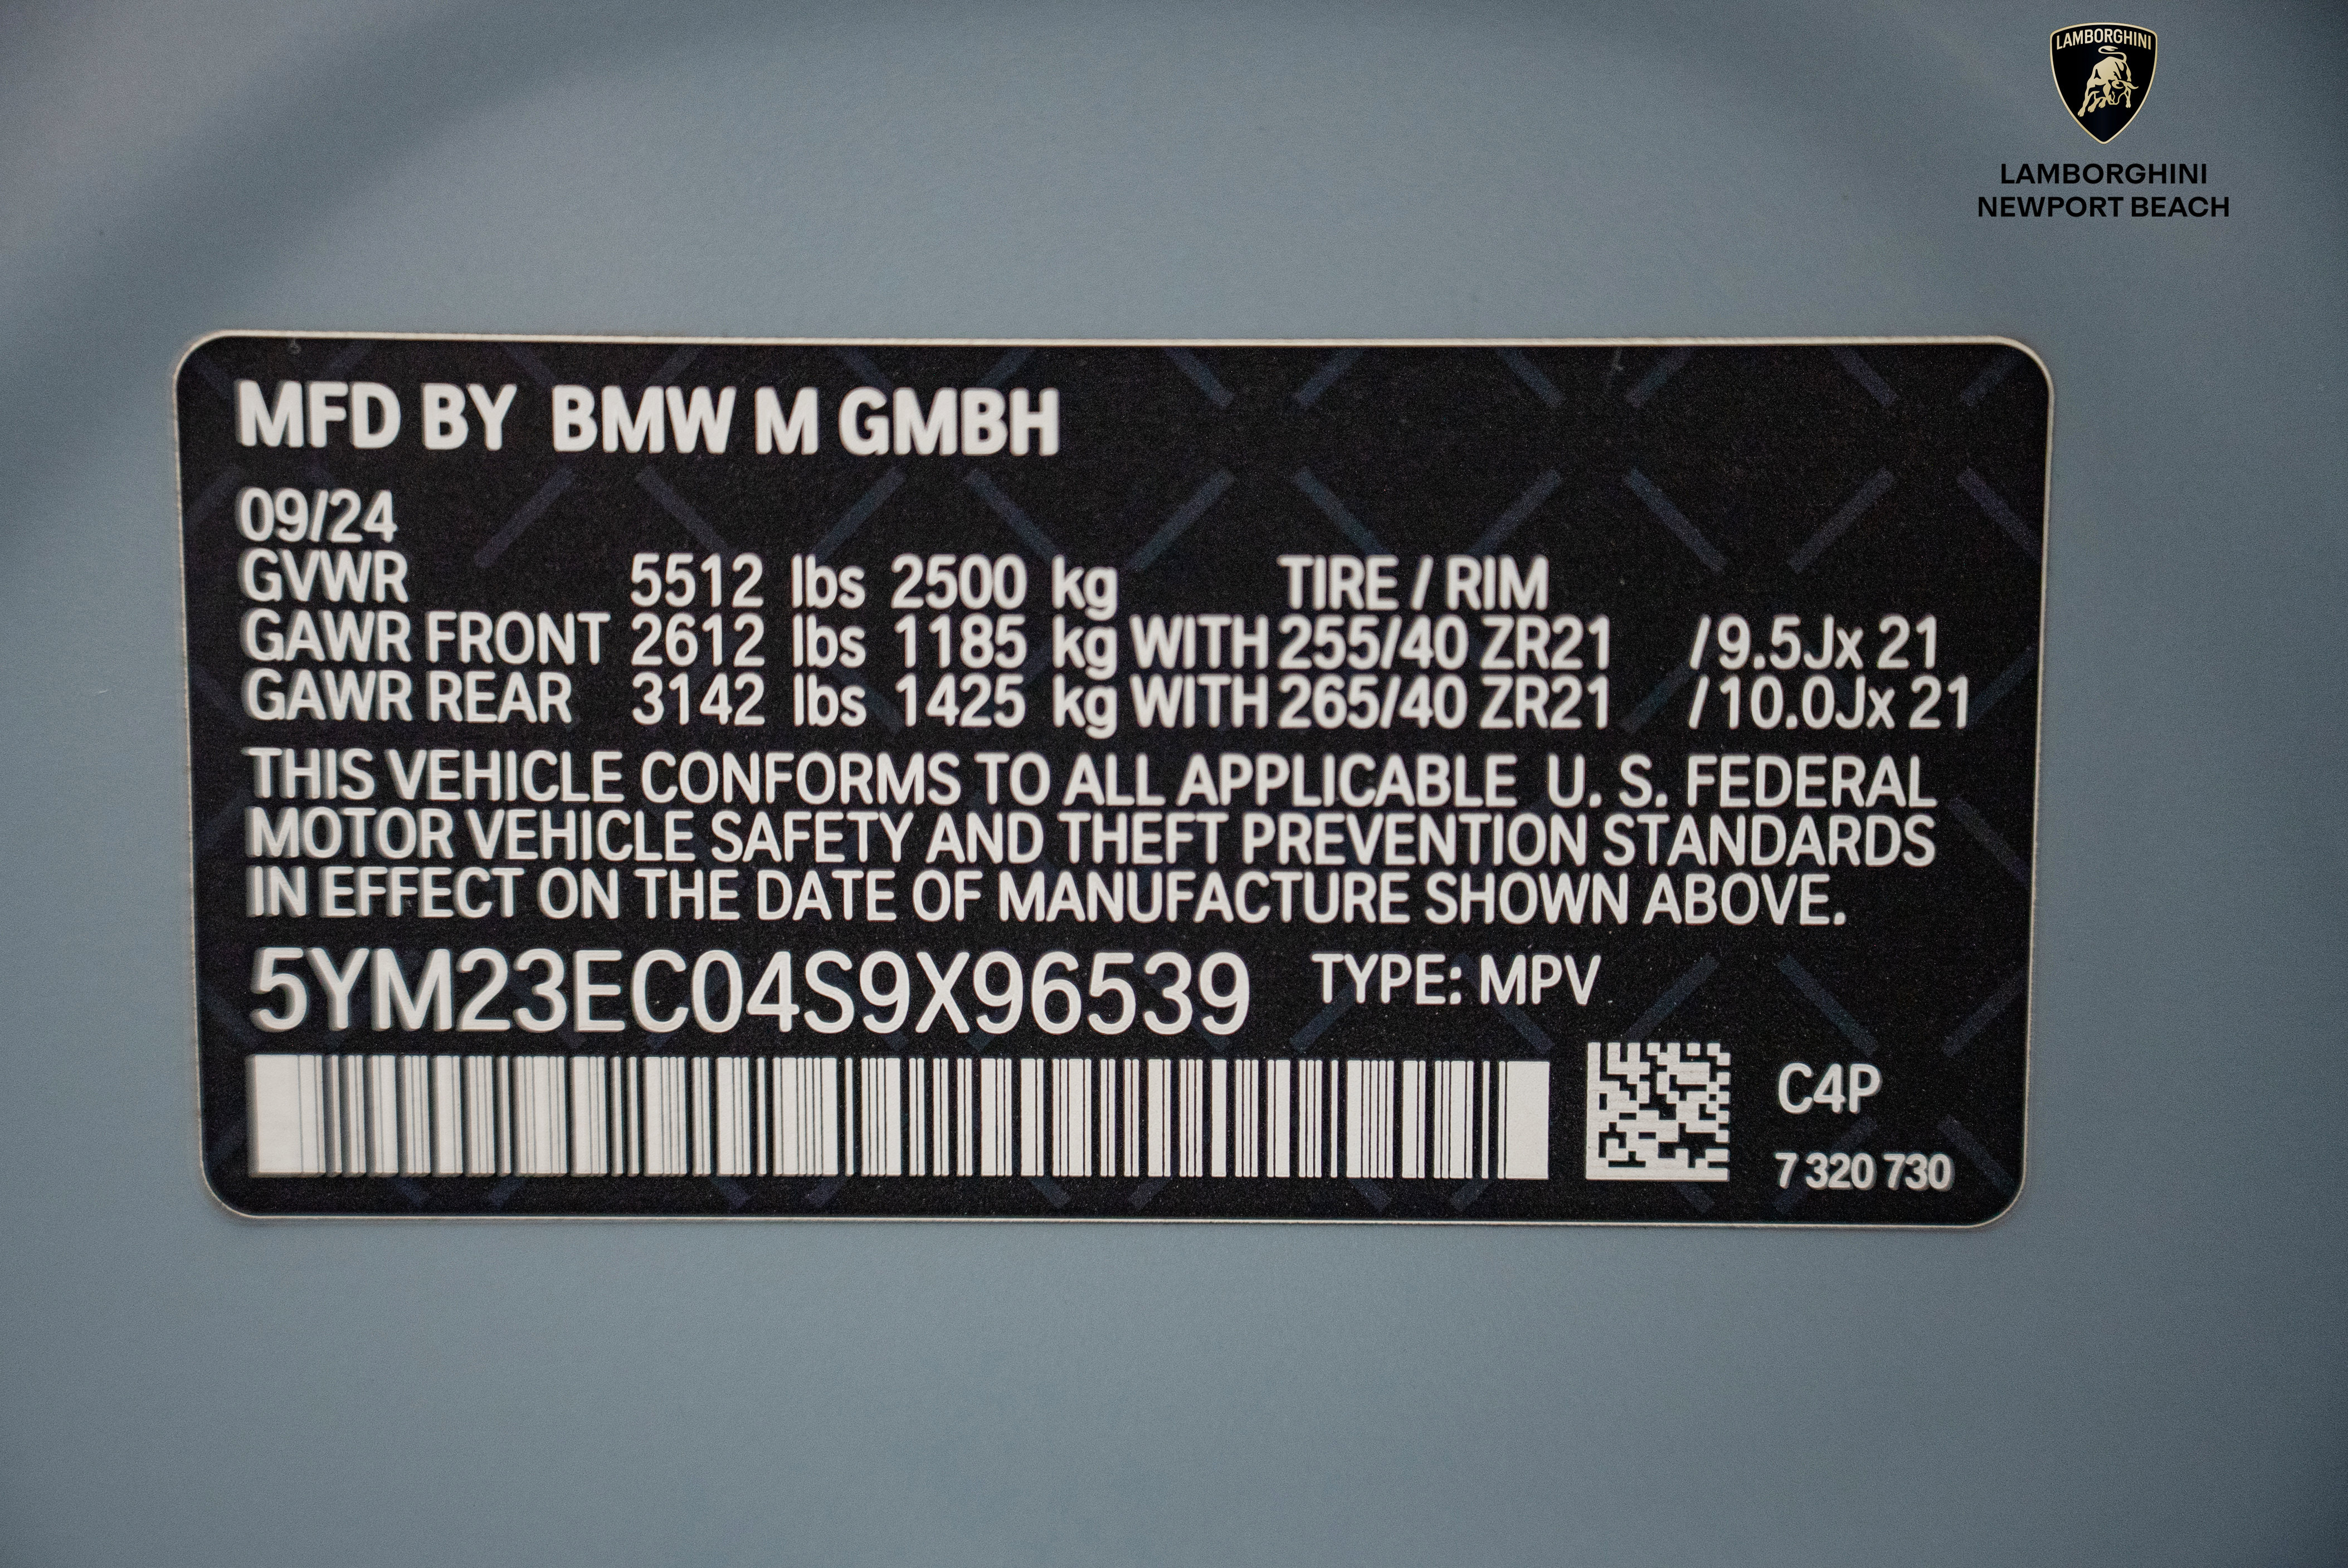 LAMBORGHINI
LAMBORGHINI
NEWPORT BEACH
MFD BY BMW M GMBH
09/24
GVWR 5512 lbs 2500 kg TIRE / RIM
GAWR FRONT 2612 lbs 1185 kg WITH 255/40 ZR21 / 9.5Jx 21
GAWR REAR 3142 lbs 1425 kg WITH 265/40 ZR21 / 10.0Jx 21
THIS VEHICLE CONFORMS TO ALL APPLICABLE U. S. FEDERAL
MOTOR VEHICLE SAFETY AND THEFT PREVENTION STANDARDS
IN EFFECT ON THE DATE OF MANUFACTURE SHOWN ABOVE.
5YM23EC04S9X96539 TYPE: MPV
C4P
7 320 730